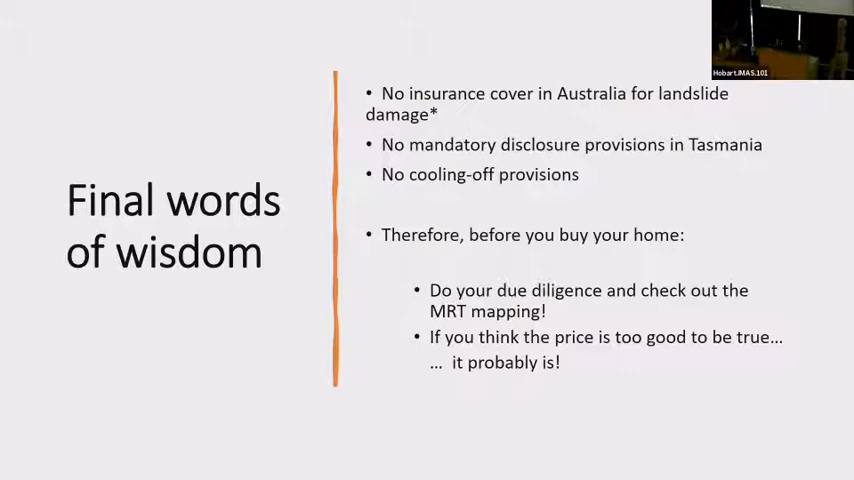 Hobart.IMAS.101
• No insurance cover in Australia for landslide
damage*
• No mandatory disclosure provisions in Tasmania
• No cooling-off provisions
Final words
of wisdom
• Therefore, before you buy your home:
• Do your due diligence and check out the
MRT mapping!
• If you think the price is too good to be true…
… it probably is!